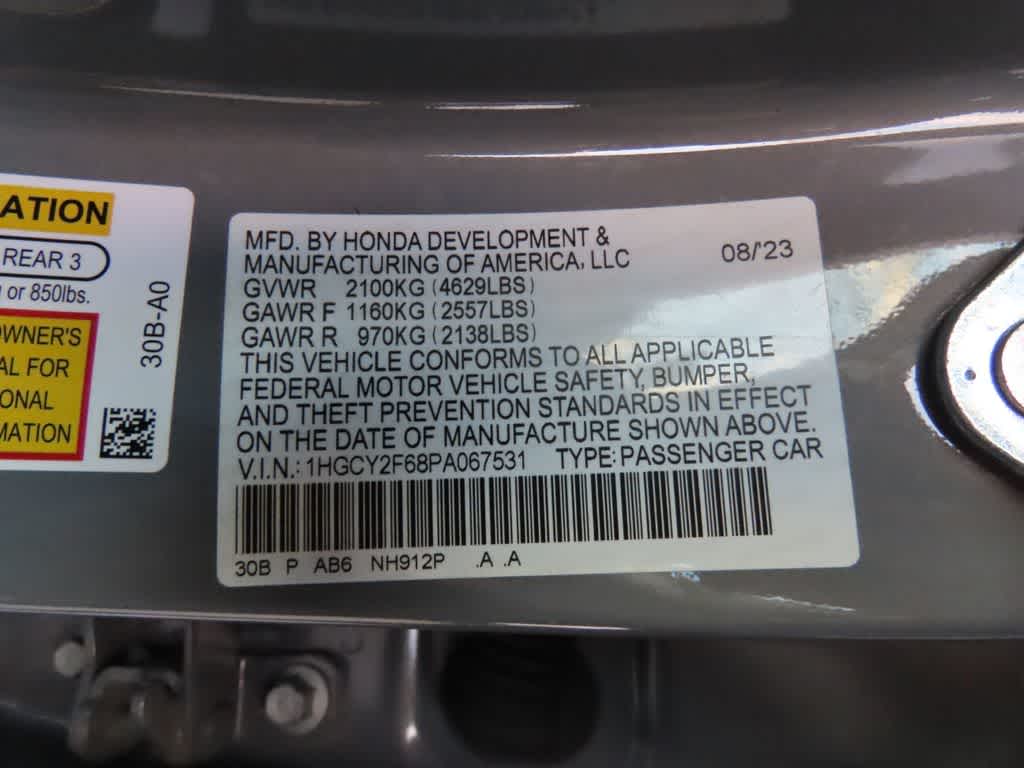 ATION
REAR 3
or 850lbs.
OWNER'S
AL FOR
ONAL
MATION
30B-A0
MFD. BY HONDA DEVELOPMENT &
MANUFACTURING OF AMERICA, LLC 08/'23
GVWR 2100KG (4629LBS)
GAWR F 1160KG (2557LBS)
GAWR R 970KG (2138LBS)
THIS VEHICLE CONFORMS TO ALL APPLICABLE
FEDERAL MOTOR VEHICLE SAFETY, BUMPER,
AND THEFT PREVENTION STANDARDS IN EFFECT
ON THE DATE OF MANUFACTURE SHOWN ABOVE.
V.I.N.: 1HGCY2F68PA067531 TYPE: PASSENGER CAR
30B P AB6 NH912P .A .A